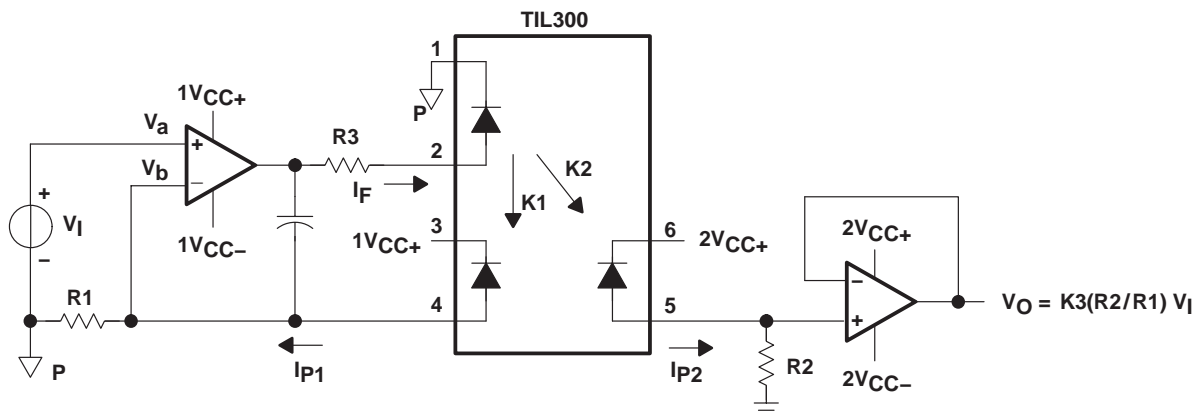 TIL300
1
P
1VCC+
Va
+
Vb
−
R3
2
IF
K1
K2
+
VI
−
1VCC−
3
1VCC+
6
2VCC+
2VCC+
−
+
VO = K3(R2/R1) VI
R1
4
5
P
IP1
IP2
R2
2VCC−